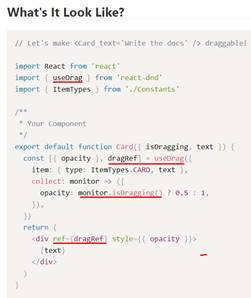 What's It Look Like?
// Let's make <Card text='Write the docs' /> draggable!
import React from 'react'
import { useDrag } from 'react-dnd'
import { ItemTypes } from './Constants'
/**
 * Your Component
 */
export default function Card({ isDragging, text }) {
  const [{ opacity }, dragRef] = useDrag({
    item: { type: ItemTypes.CARD, text },
    collect: monitor => ({
      opacity: monitor.isDragging() ? 0.5 : 1,
    }),
  })
  return (
    <div ref={dragRef} style={{ opacity }}>
      {text}
    </div>
  )
}